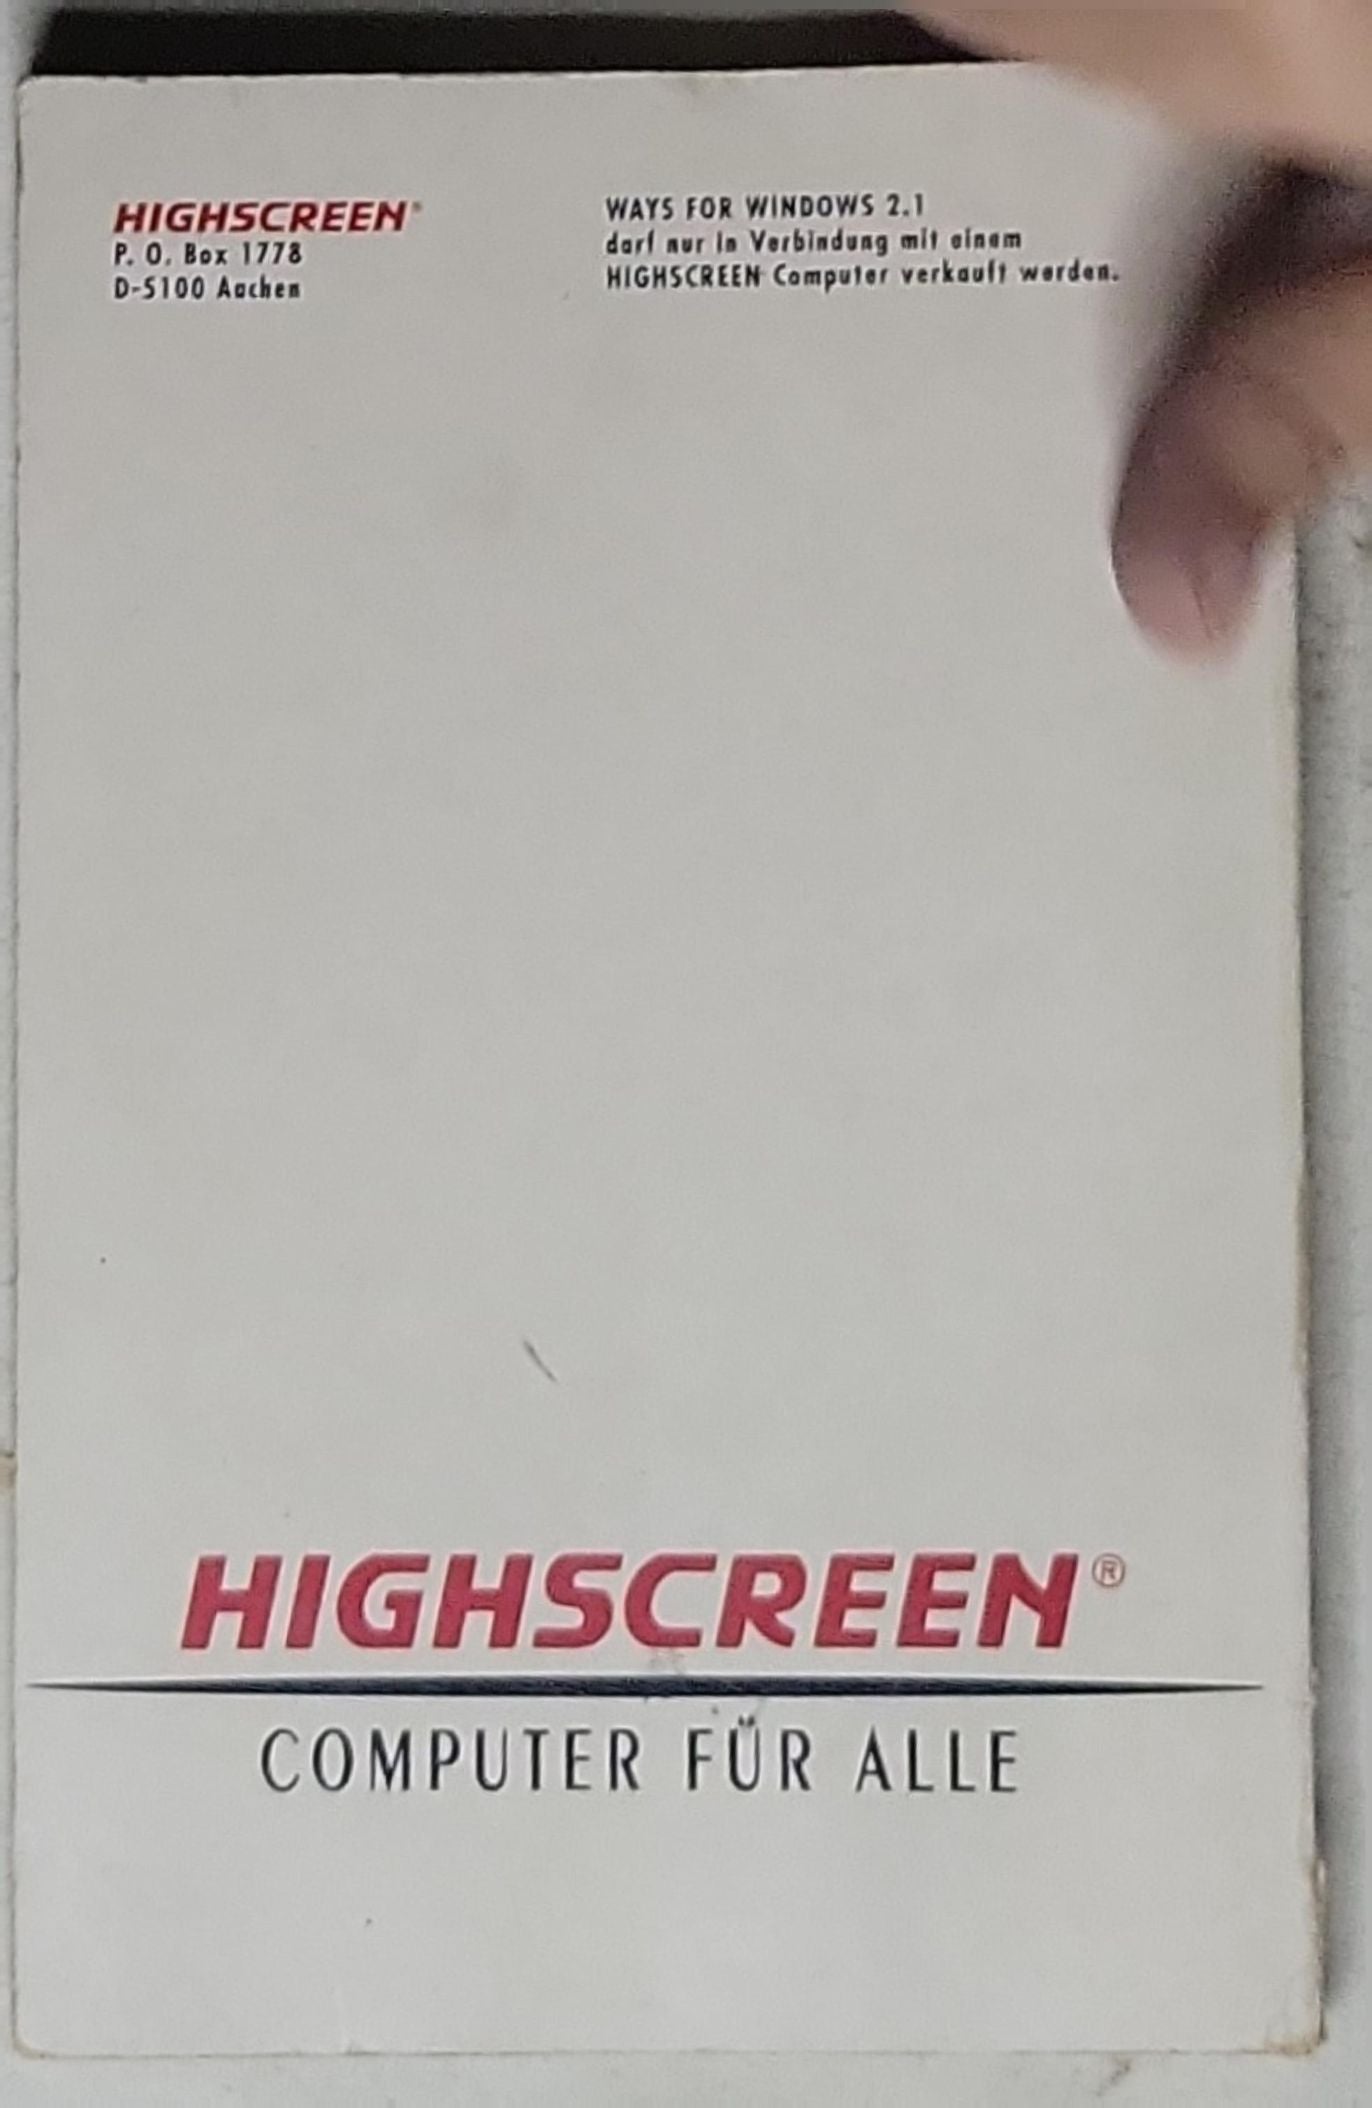 HIGHSCREEN®
P. O. Box 1778
D-5100 Aachen
WAYS FOR WINDOWS 2.1
darf nur in Verbindung mit einem
HIGHSCREEN Computer verkauft werden.
HIGHSCREEN®
COMPUTER FÜR ALLE